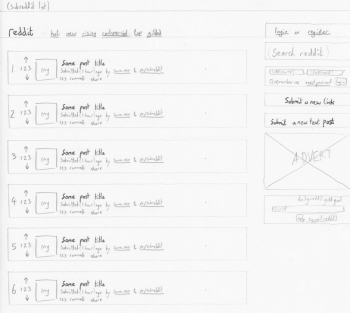 (Subreddit list)
reddit hot new rising controversial top gilded
login or register
Search reddit
Submit a new link
Submit a new text post
ADVERT
1 123 img Some post title
Submitted 1 hour ago by username to r/subreddit
123 comments share
2 123 img Some post title
Submitted 1 hour ago by username to r/subreddit
123 comments share
3 123 img Some post title
Submitted 1 hour ago by username to r/subreddit
123 comments share
4 123 img Some post title
Submitted 1 hour ago by username to r/subreddit
123 comments share
5 123 img Some post title
Submitted 1 hour ago by username to r/subreddit
123 comments share
6 123 img Some post title
Submitted 1 hour ago by username to r/subreddit
123 comments share